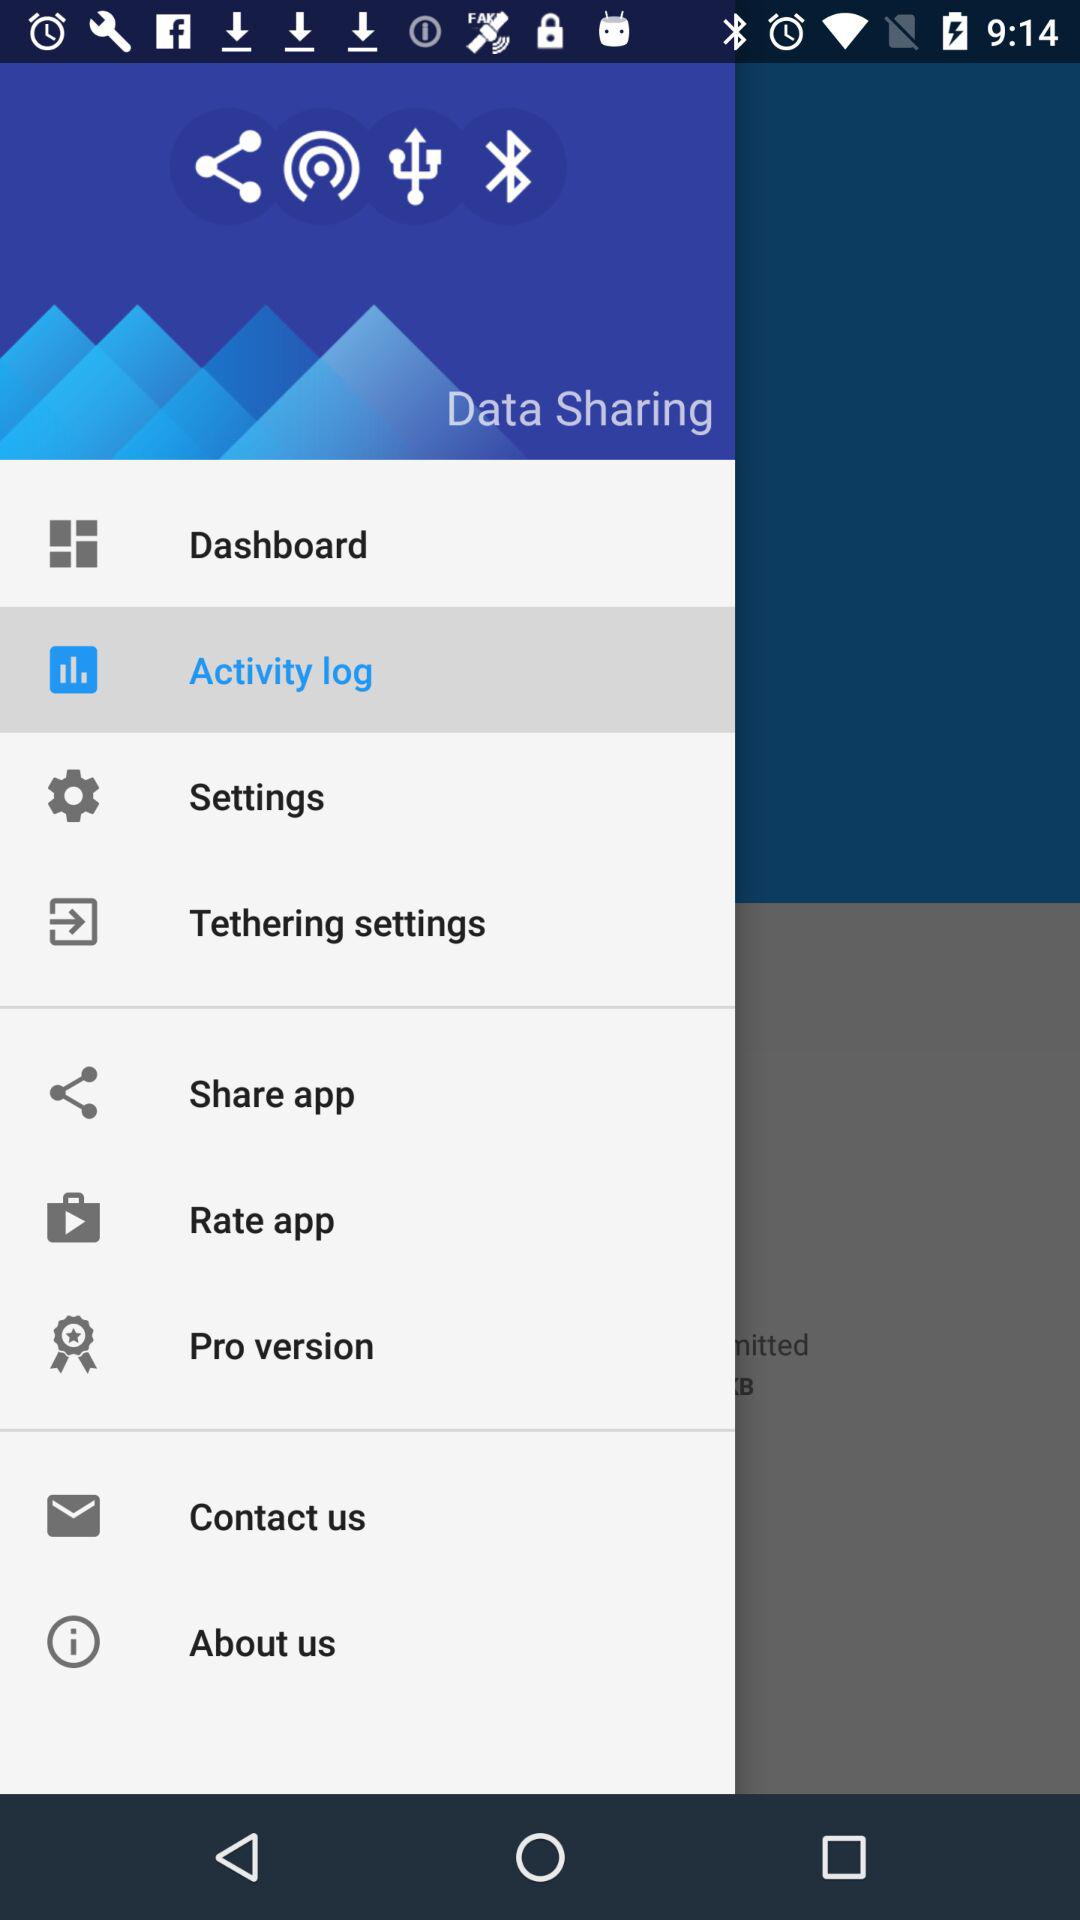 FAKE
9:14
Data Sharing
Dashboard
Activity log
Settings
Tethering settings
Share app
Rate app
Pro version
mitted
KB
Contact us
About us